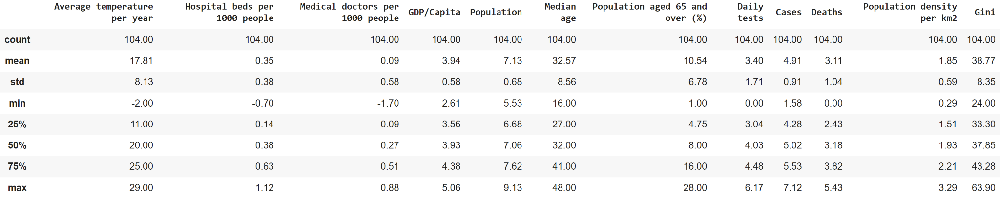 Average temperature per year Hospital beds per 1000 people Medical doctors per 1000 people GDP/Capita Population Median age Population aged 65 and over (%) Daily tests Cases Deaths Population density per km2 Gini
count 104.00 104.00 104.00 104.00 104.00 104.00 104.00 104.00 104.00 104.00 104.00 104.00
mean 17.81 0.35 0.09 3.94 7.13 32.57 10.54 3.40 4.91 3.11 1.85 38.77
std 8.13 0.38 0.58 0.58 0.68 8.56 6.78 1.71 0.91 1.04 0.59 8.35
min -2.00 -0.70 -1.70 2.61 5.53 16.00 1.00 0.00 1.58 0.00 0.29 24.00
25% 11.00 0.14 -0.09 3.56 6.68 27.00 4.75 3.04 4.28 2.43 1.51 33.30
50% 20.00 0.38 0.27 3.93 7.06 32.00 8.00 4.03 5.02 3.18 1.93 37.85
75% 25.00 0.63 0.51 4.38 7.62 41.00 16.00 4.48 5.53 3.82 2.21 43.28
max 29.00 1.12 0.88 5.06 9.13 48.00 28.00 6.17 7.12 5.43 3.29 63.90